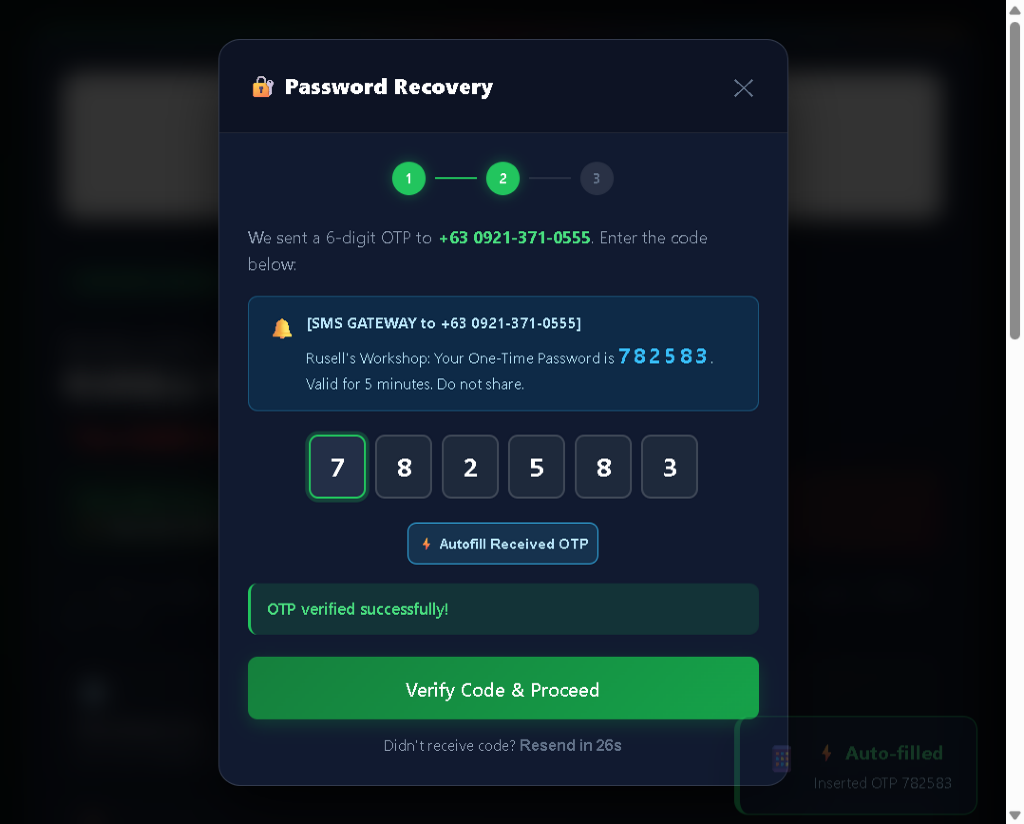 Password Recovery
1 2 3
We sent a 6-digit OTP to +63 0921-371-0555. Enter the code
below:
[SMS GATEWAY to +63 0921-371-0555]
Rusell's Workshop: Your One-Time Password is 782583.
Valid for 5 minutes. Do not share.
7 8 2 5 8 3
Autofill Received OTP
OTP verified successfully!
Verify Code & Proceed
Didn't receive code? Resend in 26s
Auto-filled
Inserted OTP 782583